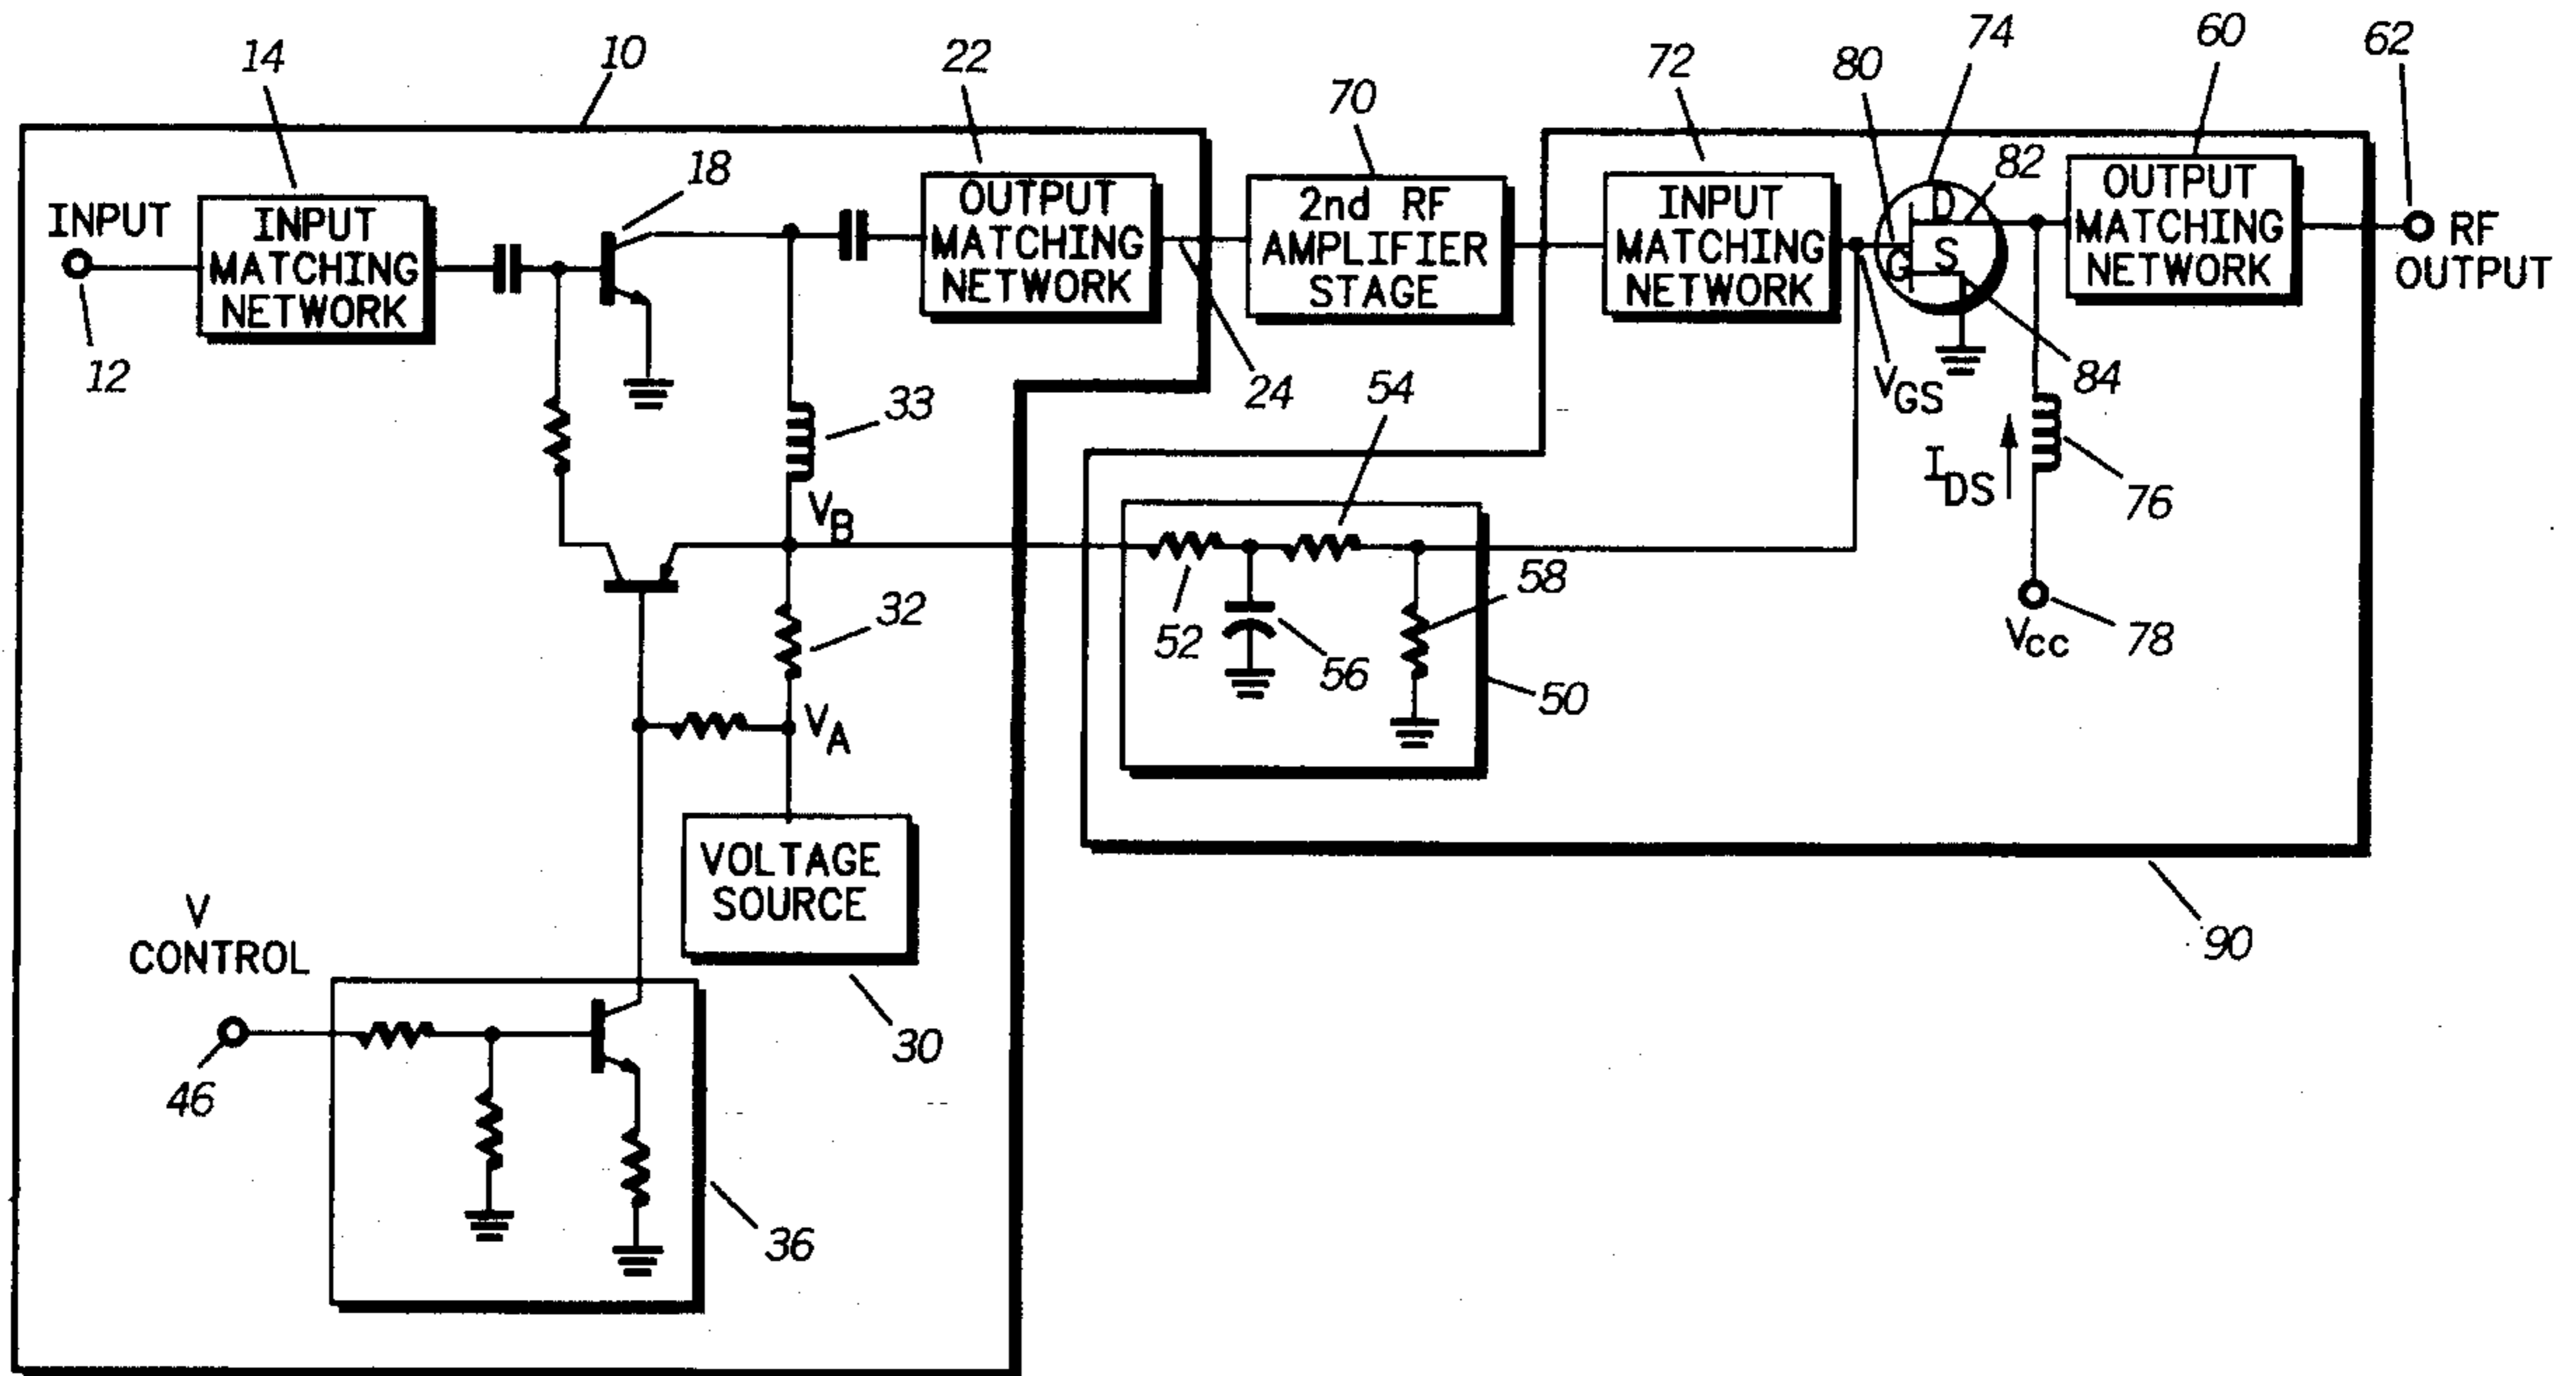 14
10
22
70
72
80
74
60
62
INPUT
12
INPUT
MATCHING
NETWORK
18
OUTPUT
MATCHING
NETWORK
24
2nd RF
AMPLIFIER
STAGE
INPUT
MATCHING
NETWORK
D
G
S
82
84
VGS
OUTPUT
MATCHING
NETWORK
RF
OUTPUT
33
54
IDS
76
VB
52
56
58
50
32
VCC
78
VA
VOLTAGE
SOURCE
30
90
V
CONTROL
46
36